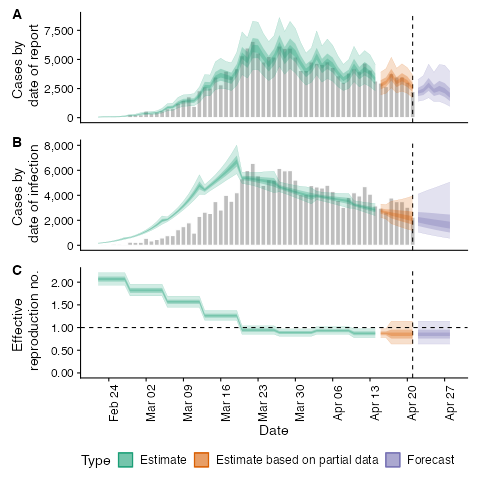 A
Cases by
date of report
7,500
5,000
2,500
0
B
Cases by
date of infection
8,000
6,000
4,000
2,000
0
C
Effective
reproduction no.
2.00
1.50
1.00
0.50
0.00
Feb 24
Mar 02
Mar 09
Mar 16
Mar 23
Mar 30
Apr 06
Apr 13
Apr 20
Apr 27
Date
Type Estimate Estimate based on partial data Forecast